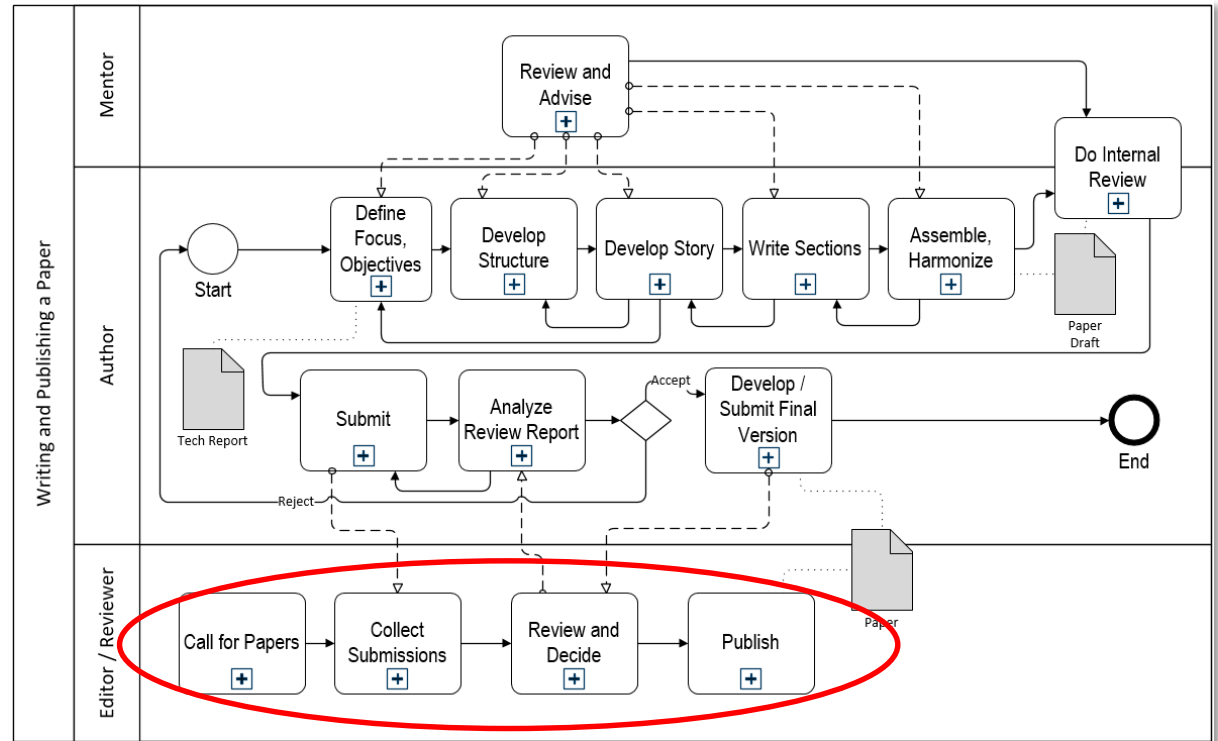 Writing and Publishing a Paper
Mentor
Review and
Advise
Do Internal
Review
Author
Start
Define
Focus,
Objectives
Develop
Structure
Develop Story
Write Sections
Assemble,
Harmonize
Paper
Draft
Tech Report
Submit
Analyze
Review Report
Accept
Reject
Develop /
Submit Final
Version
End
Editor / Reviewer
Call for Papers
Collect
Submissions
Review and
Decide
Publish
Paper